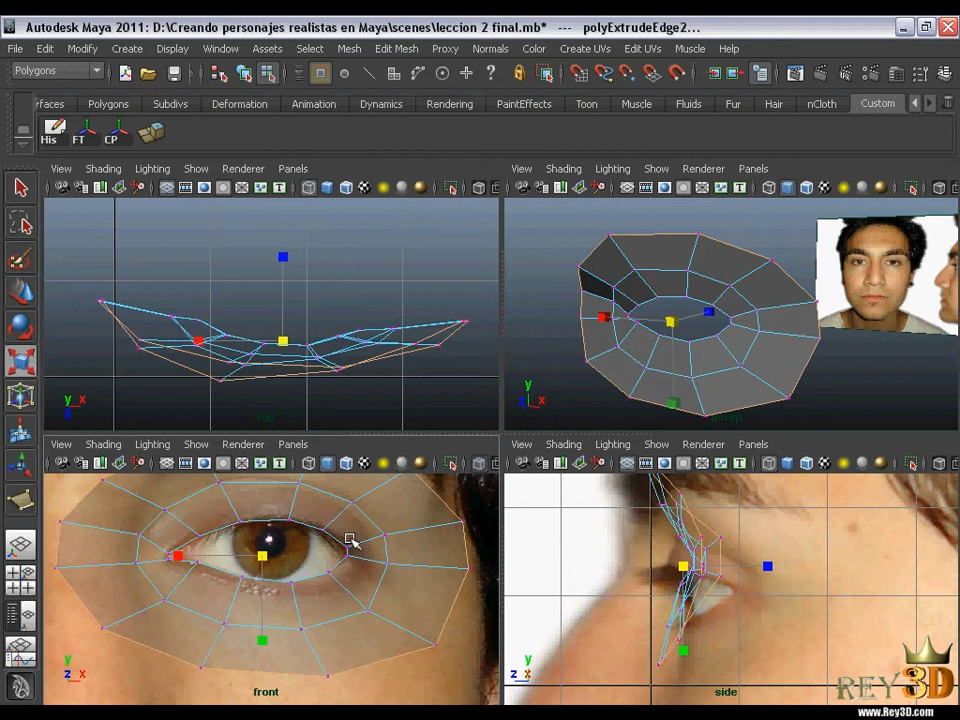 Autodesk Maya 2011: D:\Creando personajes realistas en Maya\scenes\leccion 2 final.mb* --- polyExtrudeEdge2...
File Edit Modify Create Display Window Assets Select Mesh Edit Mesh Proxy Normals Color Create UVs Edit UVs Muscle Help
Polygons
rfaces Polygons Subdivs Deformation Animation Dynamics Rendering PaintEffects Toon Muscle Fluids Fur Hair nCloth Custom
His FT CP
View Shading Lighting Show Renderer Panels
View Shading Lighting Show Renderer Panels
y x
z
top
y
z x
persp
View Shading Lighting Show Renderer Panels
View Shading Lighting Show Renderer Panels
y
z x
front
y
z x
side
REY3D
www.Rey3D.com